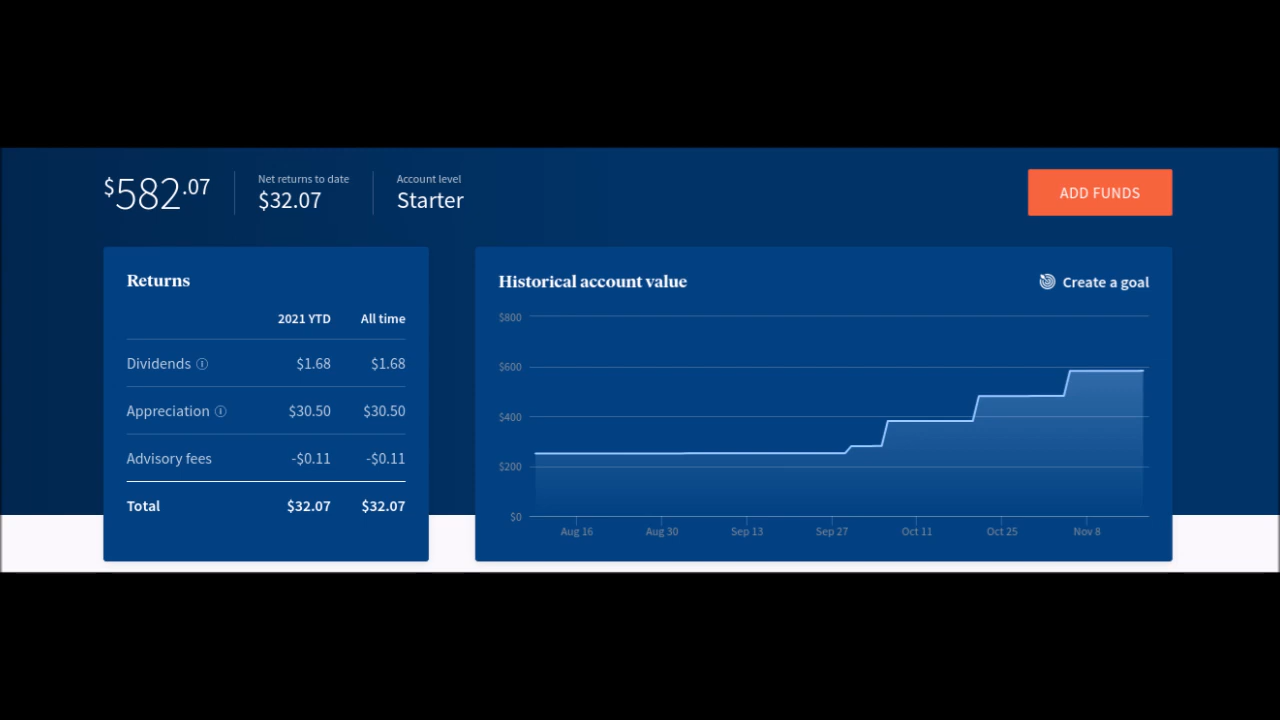 $582.07
Net returns to date
$32.07
Account level
Starter
ADD FUNDS
Returns
2021 YTD All time
Dividends ⓘ $1.68 $1.68
Appreciation ⓘ $30.50 $30.50
Advisory fees -$0.11 -$0.11
Total $32.07 $32.07
Historical account value
Create a goal
$800
$600
$400
$200
$0
Aug 16 Aug 30 Sep 13 Sep 27 Oct 11 Oct 25 Nov 8